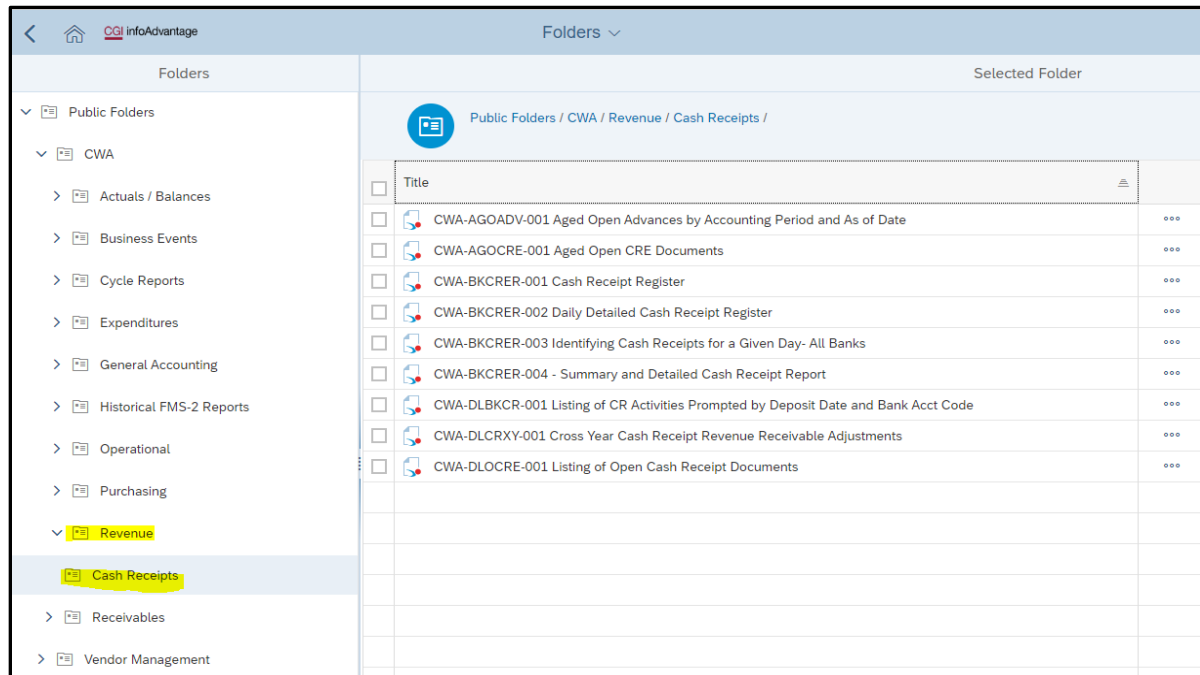 CGI infoAdvantage
Folders
Folders
Selected Folder
Public Folders
CWA
Actuals / Balances
Business Events
Cycle Reports
Expenditures
General Accounting
Historical FMS-2 Reports
Operational
Purchasing
Revenue
Cash Receipts
Receivables
Vendor Management
Public Folders / CWA / Revenue / Cash Receipts /
Title
CWA-AGOADV-001 Aged Open Advances by Accounting Period and As of Date
CWA-AGOCRE-001 Aged Open CRE Documents
CWA-BKCRER-001 Cash Receipt Register
CWA-BKCRER-002 Daily Detailed Cash Receipt Register
CWA-BKCRER-003 Identifying Cash Receipts for a Given Day- All Banks
CWA-BKCRER-004 - Summary and Detailed Cash Receipt Report
CWA-DLBKCR-001 Listing of CR Activities Prompted by Deposit Date and Bank Acct Code
CWA-DLCRXY-001 Cross Year Cash Receipt Revenue Receivable Adjustments
CWA-DLOCRE-001 Listing of Open Cash Receipt Documents